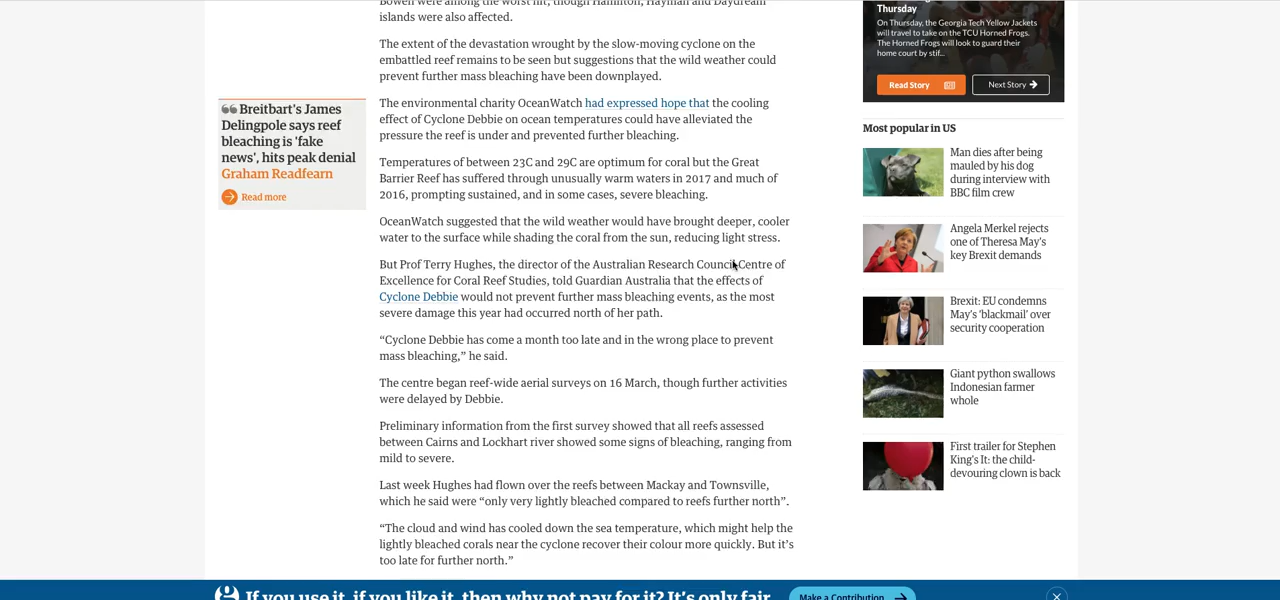 Bowen were among the worst hit, though Hamilton, Hayman and Daydream
islands were also affected.
The extent of the devastation wrought by the slow-moving cyclone on the
embattled reef remains to be seen but suggestions that the wild weather could
prevent further mass bleaching have been downplayed.
The environmental charity OceanWatch had expressed hope that the cooling
effect of Cyclone Debbie on ocean temperatures could have alleviated the
pressure the reef is under and prevented further bleaching.
Temperatures of between 23C and 29C are optimum for coral but the Great
Barrier Reef has suffered through unusually warm waters in 2017 and much of
2016, prompting sustained, and in some cases, severe bleaching.
OceanWatch suggested that the wild weather would have brought deeper, cooler
water to the surface while shading the coral from the sun, reducing light stress.
But Prof Terry Hughes, the director of the Australian Research Council Centre of
Excellence for Coral Reef Studies, told Guardian Australia that the effects of
Cyclone Debbie would not prevent further mass bleaching events, as the most
severe damage this year had occurred north of her path.
“Cyclone Debbie has come a month too late and in the wrong place to prevent
mass bleaching,” he said.
The centre began reef-wide aerial surveys on 16 March, though further activities
were delayed by Debbie.
Preliminary information from the first survey showed that all reefs assessed
between Cairns and Lockhart river showed some signs of bleaching, ranging from
mild to severe.
Last week Hughes had flown over the reefs between Mackay and Townsville,
which he said were “only very lightly bleached compared to reefs further north”.
“The cloud and wind has cooled down the sea temperature, which might help the
lightly bleached corals near the cyclone recover their colour more quickly. But it’s
too late for further north.”
Breitbart's James
Delingpole says reef
bleaching is 'fake
news', hits peak denial
Graham Readfearn
Read more
Thursday
On Thursday, the Georgia Tech Yellow Jackets
will travel to take on the TCU Horned Frogs.
The Horned Frogs will look to guard their
home court by stif...
Read Story
Next Story
Most popular in US
Man dies after being
mauled by his dog
during interview with
BBC film crew
Angela Merkel rejects
one of Theresa May's
key Brexit demands
Brexit: EU condemns
May's 'blackmail' over
security cooperation
Giant python swallows
Indonesian farmer
whole
First trailer for Stephen
King's It: the child-
devouring clown is back
If you use it, if you like it, then why not pay for it? It's only fair.
Make a Contribution